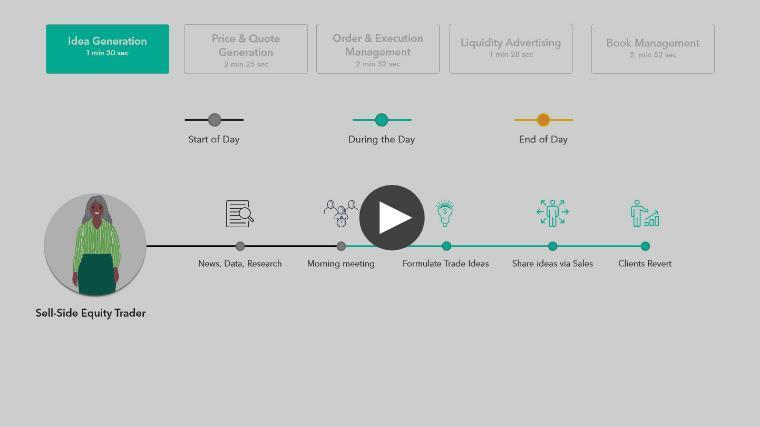 Idea Generation
1 min 30 sec
Price & Quote
Generation
2 min 25 sec
Order & Execution
Management
2 min 32 sec
Liquidity Advertising
1 min 28 sec
Book Management
2 min 52 sec
Start of Day
During the Day
End of Day
News, Data, Research
Morning meeting
Formulate Trade Ideas
Share ideas via Sales
Clients Revert
Sell-Side Equity Trader